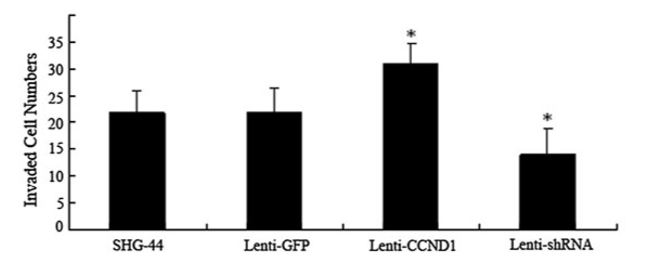 Invaded Cell Numbers
35
30
25
20
15
10
5
0
*
*
SHG-44
Lenti-GFP
Lenti-CCND1
Lenti-shRNA